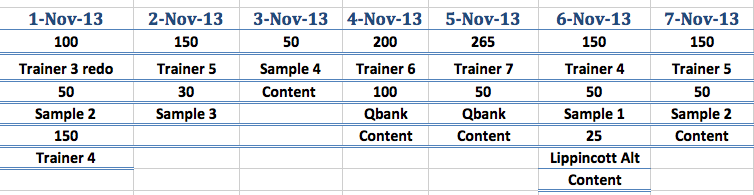 1-Nov-13 2-Nov-13 3-Nov-13 4-Nov-13 5-Nov-13 6-Nov-13 7-Nov-13
100 150 50 200 265 150 150
Trainer 3 redo Trainer 5 Sample 4 Trainer 6 Trainer 7 Trainer 4 Trainer 5
50 30 Content 100 50 50 50
Sample 2 Sample 3 Qbank Qbank Sample 1 Sample 2
150 Content Content 25 Content
Trainer 4 Lippincott Alt
Content